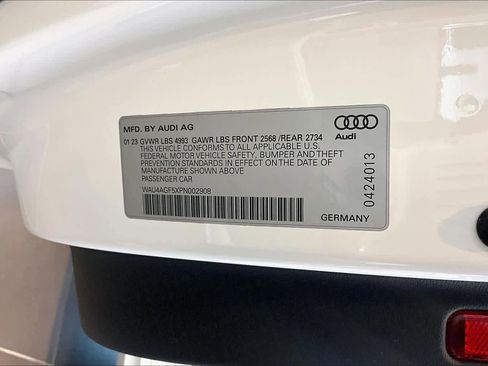 MFD. BY AUDI AG
01 23 GVWR LBS 4993 GAWR LBS FRONT 2568 /REAR 2734
THIS VEHICLE CONFORMS TO ALL APPLICABLE U.S.
FEDERAL MOTOR VEHICLE SAFETY, BUMPER AND THEFT
PREVENTION STANDARDS IN EFFECT ON THE DATE OF
MANUFACTURE SHOWN ABOVE
PASSENGER CAR
WAU4AGF5XPN002908
Audi
0424013
GERMANY